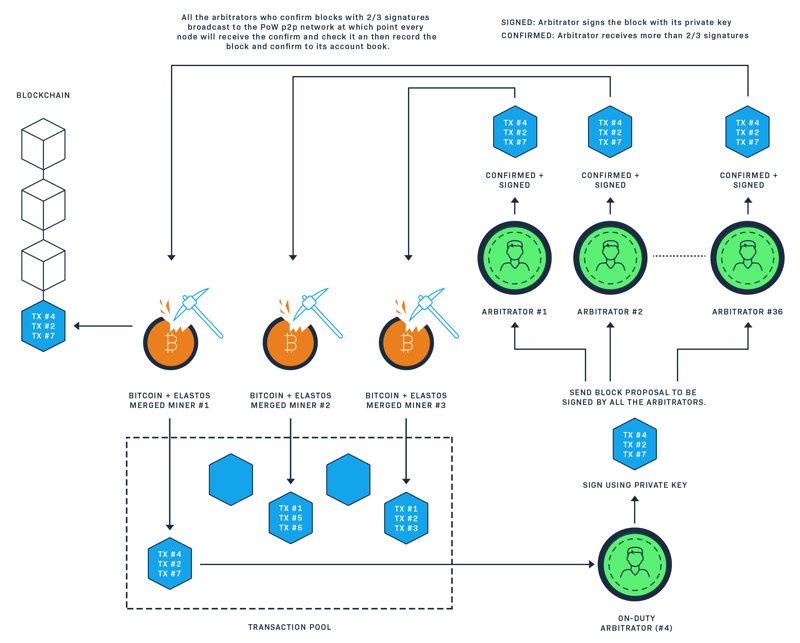 All the arbitrators who confirm blocks with 2/3 signatures
broadcast to the PoW p2p network at which point every
node will receive the confirm and check it an then record the
block and confirm to its account book.
SIGNED: Arbitrator signs the block with its private key
CONFIRMED: Arbitrator receives more than 2/3 signatures
BLOCKCHAIN
TX #4
TX #2
TX #7
TX #4
TX #2
TX #7
TX #4
TX #2
TX #7
CONFIRMED +
SIGNED
CONFIRMED +
SIGNED
CONFIRMED +
SIGNED
ARBITRATOR #1
ARBITRATOR #2
ARBITRATOR #36
TX #4
TX #2
TX #7
BITCOIN + ELASTOS
MERGED MINER #1
BITCOIN + ELASTOS
MERGED MINER #2
BITCOIN + ELASTOS
MERGED MINER #3
SEND BLOCK PROPOSAL TO BE
SIGNED BY ALL THE ARBITRATORS.
TX #4
TX #2
TX #7
SIGN USING PRIVATE KEY
TX #1
TX #5
TX #6
TX #1
TX #2
TX #3
TX #4
TX #2
TX #7
ON-DUTY
ARBITRATOR (#4)
TRANSACTION POOL